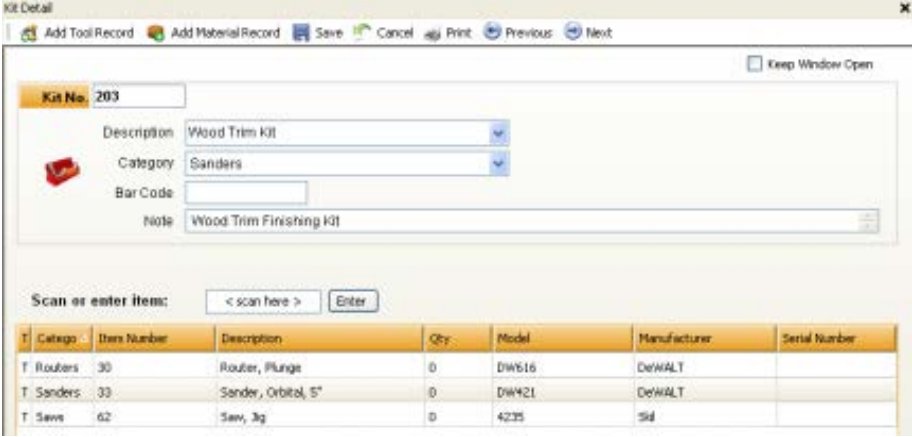 Kit Detail
Add Tool Record Add Material Record Save Cancel Print Previous Next
Keep Window Open
Kit No. 203
Description Wood Trim Kit
Category Sanders
Bar Code
Note Wood Trim Finishing Kit
Scan or enter item: < scan here > Enter
T Catego Item Number Description Qty Model Manufacturer Serial Number
T Routers 30 Router, Plunge 0 DW616 DeWALT
T Sanders 33 Sander, Orbital, 5" 0 DW421 DeWALT
T Saws 62 Saw, Jig 0 4235 Skil